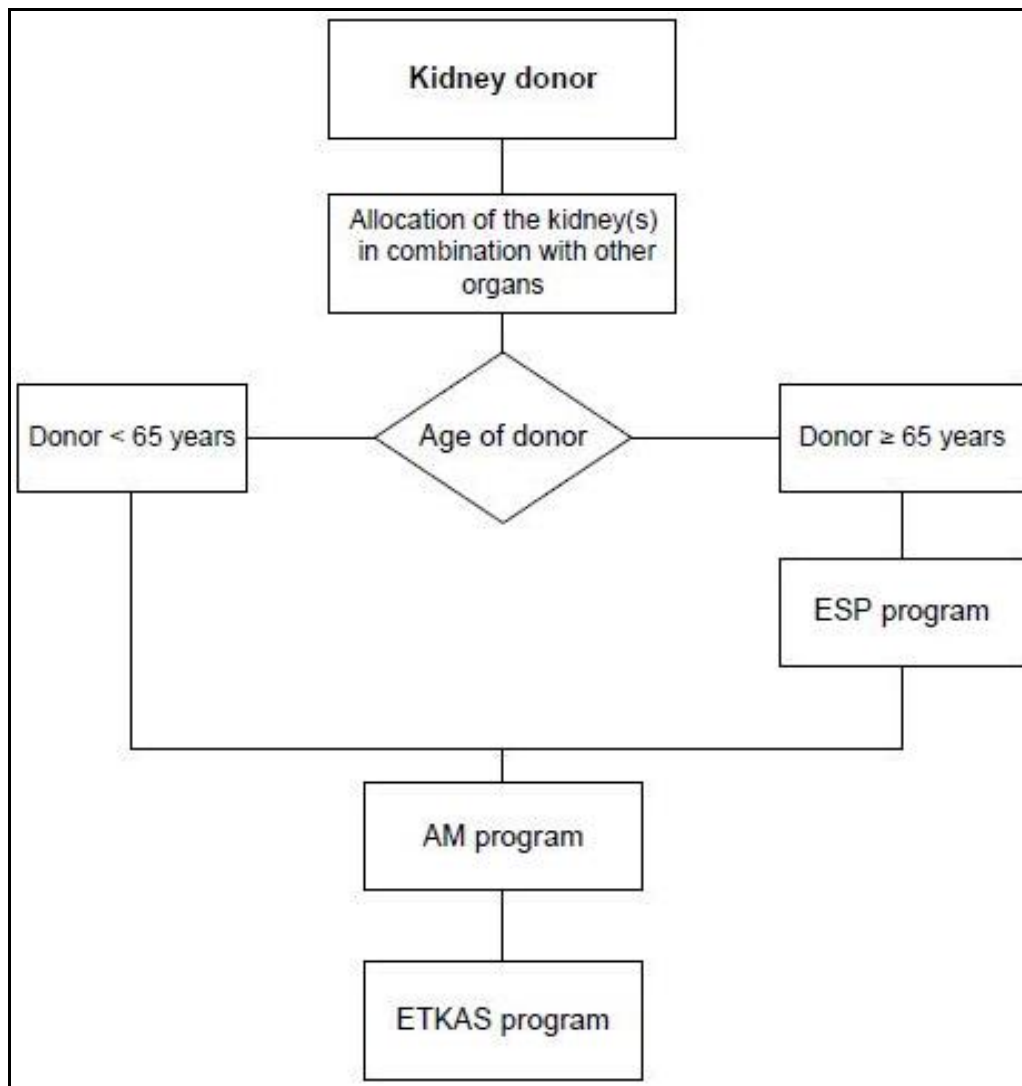 Kidney donor
Allocation of the kidney(s)
in combination with other
organs
Donor < 65 years
Age of donor
Donor ≥ 65 years
ESP program
AM program
ETKAS program